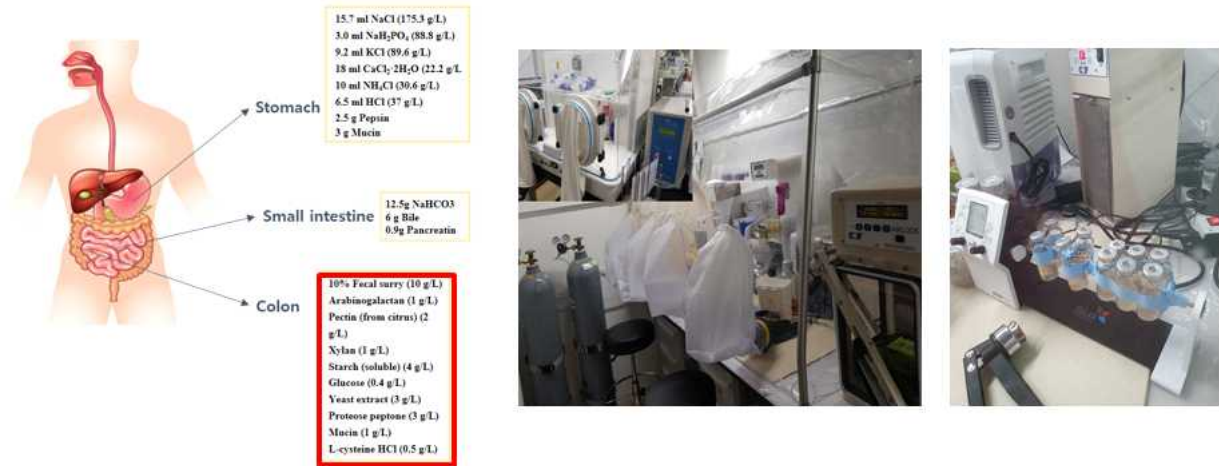 15.7 ml NaCl (175.3 g/L)
3.0 ml NaH₂PO₄ (88.8 g/L)
9.2 ml KCl (89.6 g/L)
18 ml CaCl₂·2H₂O (22.2 g/L
10 ml NH₄Cl (30.6 g/L)
6.5 ml HCl (37 g/L)
2.5 g Pepsin
3 g Mucin
Stomach
12.5g NaHCO3
6 g Bile
0.9g Pancreatin
Small intestine
10% Fecal surry (10 g/L)
Arabinogalactan (1 g/L)
Pectin (from citrus) (2
g/L)
Xylan (1 g/L)
Starch (soluble) (4 g/L)
Glucose (0.4 g/L)
Yeast extract (3 g/L)
Proteose peptone (3 g/L)
Mucin (1 g/L)
L-cysteine HCl (0.5 g/L)
Colon